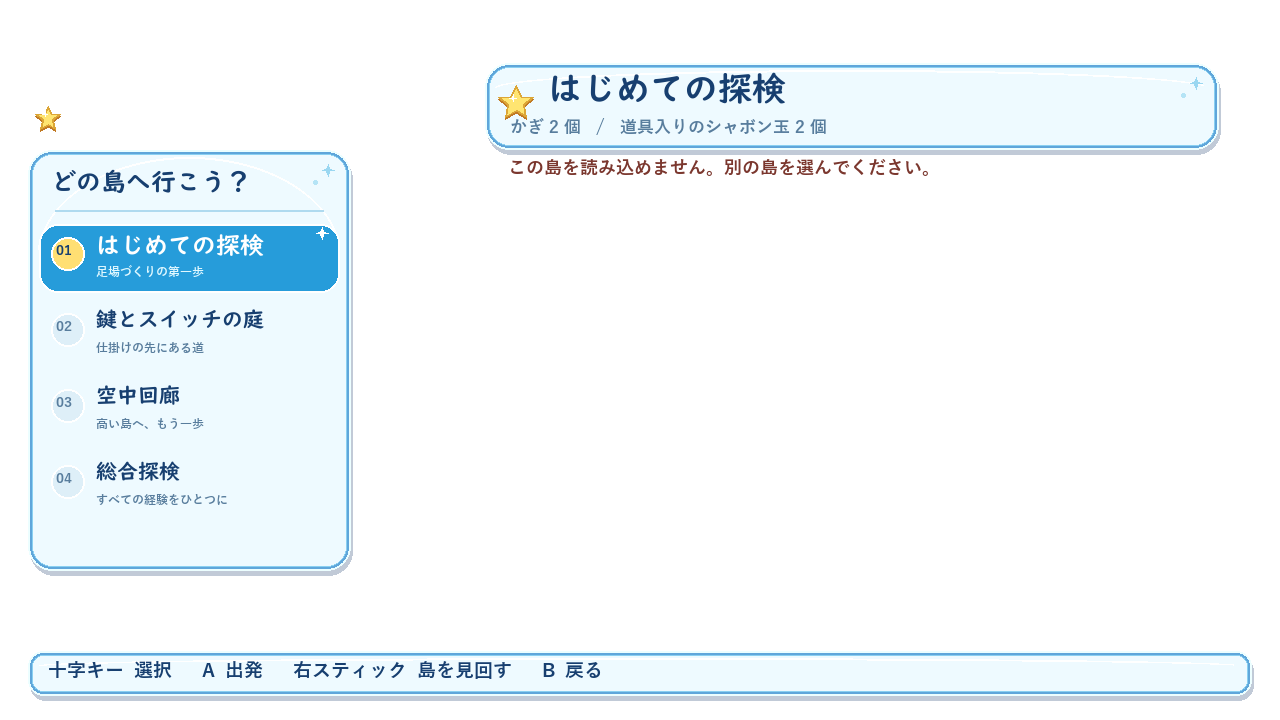 はじめての探検
かぎ 2 個 / 道具入りのシャボン玉 2 個
この島を読み込めません。別の島を選んでください。
どの島へ行こう？
01 はじめての探検
足場づくりの第一歩
02 鍵とスイッチの庭
仕掛けの先にある道
03 空中回廊
高い島へ、もう一歩
04 総合探検
すべての経験をひとつに
十字キー 選択 A 出発 右スティック 島を見回す B 戻る